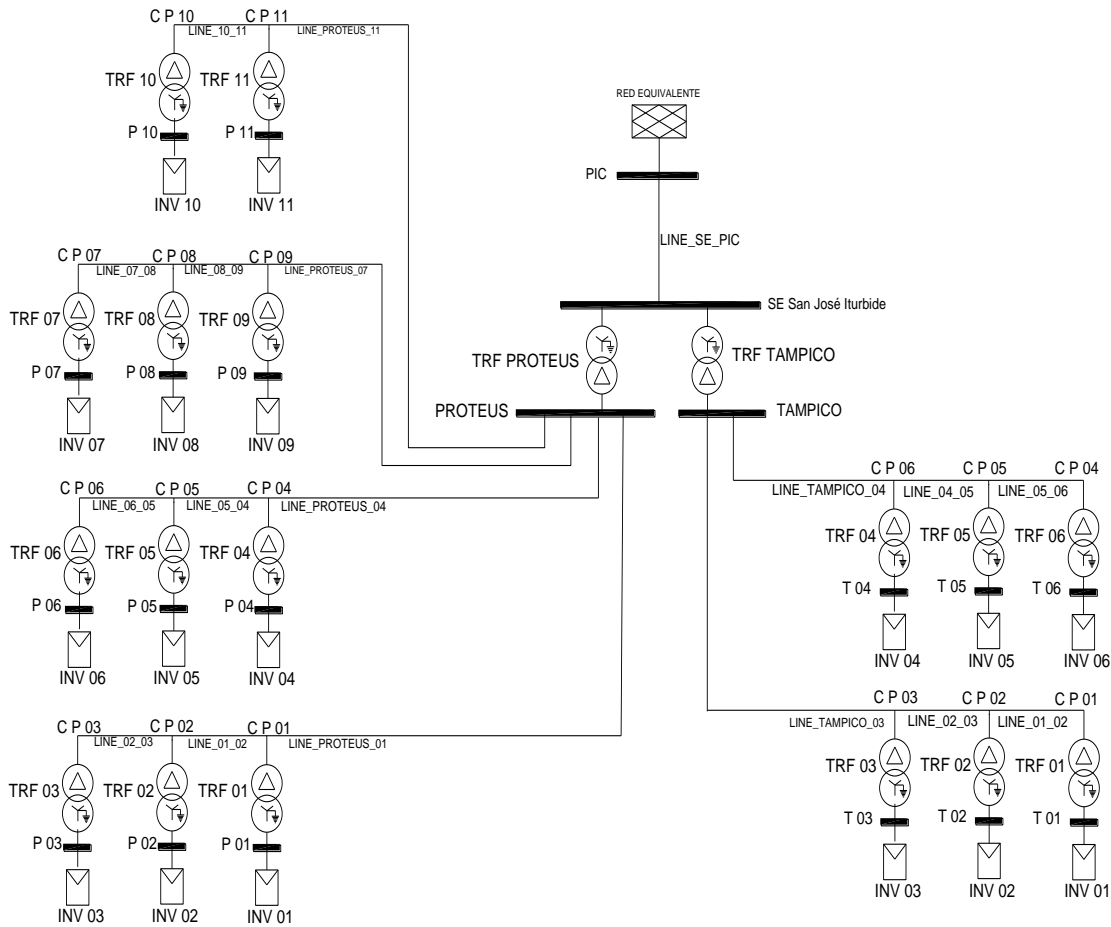 C P 10 C P 11
LINE_10_11 LINE_PROTEUS_11
TRF 10 TRF 11
P 10 P 11
INV 10 INV 11
RED EQUIVALENTE
PIC
LINE_SE_PIC
SE San José Iturbide
TRF PROTEUS TRF TAMPICO
PROTEUS TAMPICO
C P 07 C P 08 C P 09
LINE_07_08 LINE_08_09 LINE_PROTEUS_07
TRF 07 TRF 08 TRF 09
P 07 P 08 P 09
INV 07 INV 08 INV 09
C P 06 C P 05 C P 04
LINE_06_05 LINE_05_04 LINE_PROTEUS_04
TRF 06 TRF 05 TRF 04
P 06 P 05 P 04
INV 06 INV 05 INV 04
C P 03 C P 02 C P 01
LINE_02_03 LINE_01_02 LINE_PROTEUS_01
TRF 03 TRF 02 TRF 01
P 03 P 02 P 01
INV 03 INV 02 INV 01
C P 06 C P 05 C P 04
LINE_TAMPICO_04 LINE_04_05 LINE_05_06
TRF 04 TRF 05 TRF 06
T 04 T 05 T 06
INV 04 INV 05 INV 06
C P 03 C P 02 C P 01
LINE_TAMPICO_03 LINE_02_03 LINE_01_02
TRF 03 TRF 02 TRF 01
T 03 T 02 T 01
INV 03 INV 02 INV 01